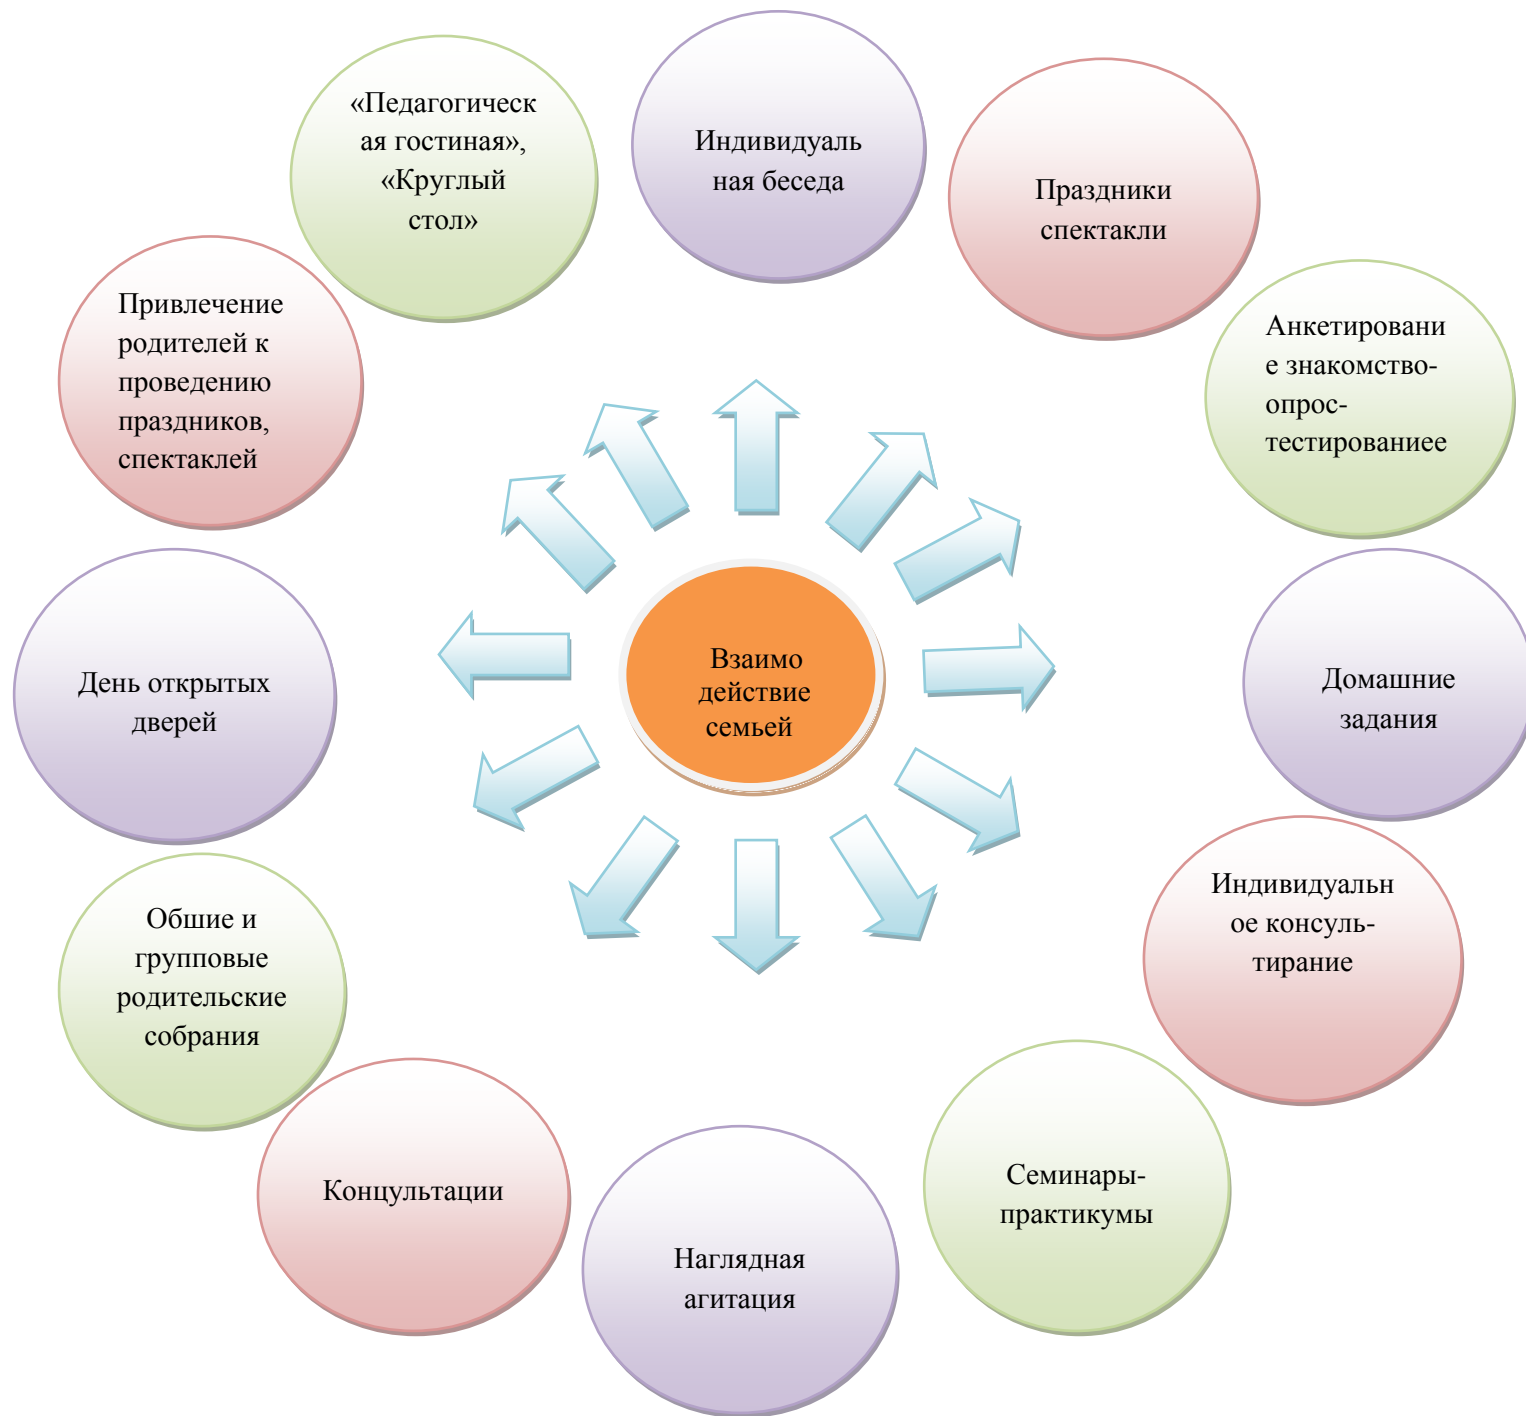 «Педагогическ
ая гостиная»,
«Круглый
стол»
Индивидуаль
ная беседа
Праздники
спектакли
Анкетировани
е знакомство-
опрос-
тестированиее
Привлечение
родителей к
проведению
праздников,
спектаклей
Взаимо
действие
семьей
День открытых
дверей
Домашние
задания
Обшие и
групповые
родительские
собрания
Индивидуальн
ое консуль-
тирание
Концультации
Семинары-
практикумы
Наглядная
агитация